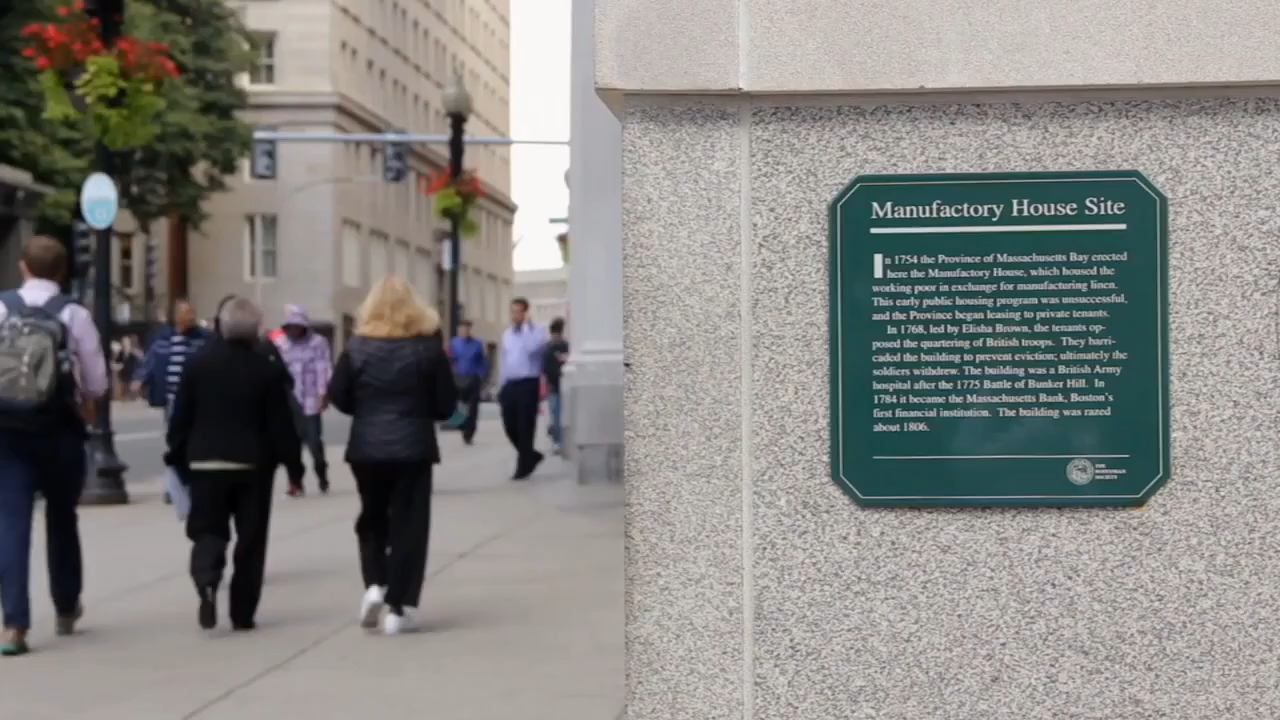 Manufactory House Site
In 1754 the Province of Massachusetts Bay erected
here the Manufactory House, which housed the
working poor in exchange for manufacturing linen.
This early public housing program was unsuccessful,
and the Province began leasing to private tenants.
In 1768, led by Elisha Brown, the tenants op-
posed the quartering of British troops. They barri-
caded the building to prevent eviction; ultimately the
soldiers withdrew. The building was a British Army
hospital after the 1775 Battle of Bunker Hill. In
1784 it became the Massachusetts Bank, Boston's
first financial institution. The building was razed
about 1806.
THE
BOSTONIAN
SOCIETY